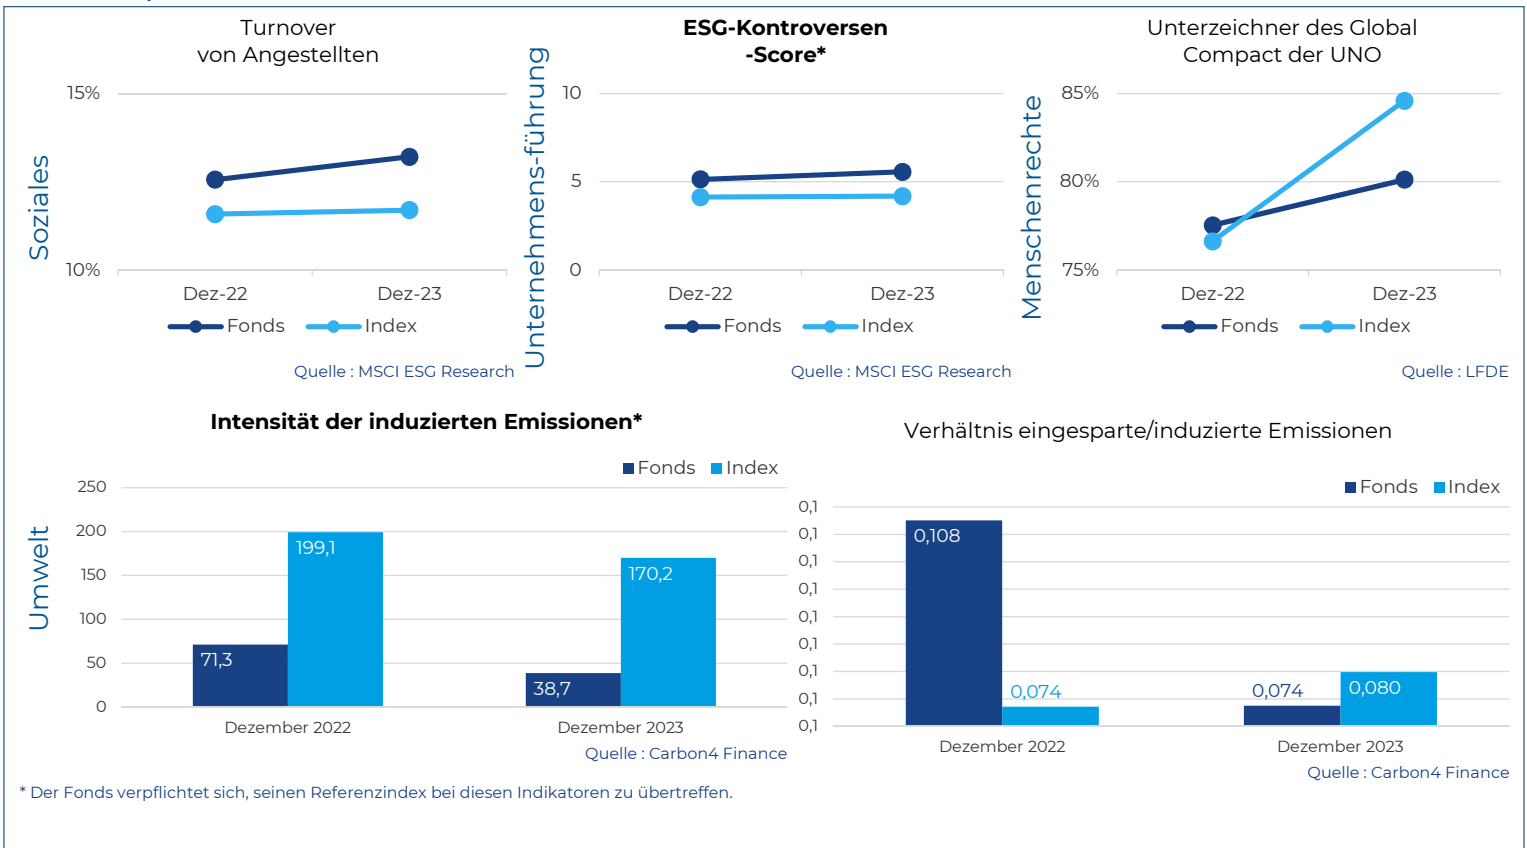 Turnover
von Angestellten
Soziales
15%
10%
Dez-22
Dez-23
Fonds
Index
Quelle : MSCI ESG Research
ESG-Kontroversen
-Score*
Unternehmens-führung
10
5
0
Dez-22
Dez-23
Fonds
Index
Quelle : MSCI ESG Research
Unterzeichner des Global
Compact der UNO
Menschenrechte
85%
80%
75%
Dez-22
Dez-23
Fonds
Index
Quelle : LFDE
Intensität der induzierten Emissionen*
Umwelt
Fonds
Index
250
200
150
100
50
0
71,3
199,1
38,7
170,2
Dezember 2022
Dezember 2023
Quelle : Carbon4 Finance
Verhältnis eingesparte/induzierte Emissionen
Fonds
Index
0,1
0,1
0,1
0,1
0,1
0,1
0,1
0,1
0,1
0,108
0,074
0,074
0,080
Dezember 2022
Dezember 2023
Quelle : Carbon4 Finance
* Der Fonds verpflichtet sich, seinen Referenzindex bei diesen Indikatoren zu übertreffen.